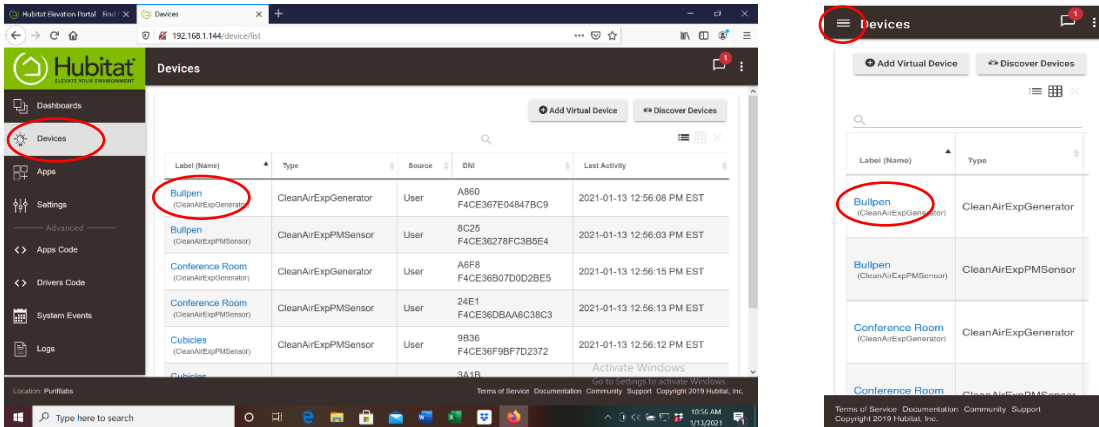 Hubitat Elevation Portal Find
Devices
192.168.1.144/device/list
Hubitat
ELEVATE YOUR ENVIRONMENT
Devices
1
Dashboards
Devices
Apps
Settings
Advanced
Apps Code
Drivers Code
System Events
Logs
Add Virtual Device
Discover Devices
Label (Name) Type Source DNI Last Activity
Bullpen
(CleanAirExpGenerator) CleanAirExpGenerator User A860
F4CE367E04847BC9 2021-01-13 12:56:08 PM EST
Bullpen
(CleanAirExpPMSensor) CleanAirExpPMSensor User 8C25
F4CE36278FC3B5E4 2021-01-13 12:56:03 PM EST
Conference Room
(CleanAirExpGenerator) CleanAirExpGenerator User A6F8
F4CE36B07D0D2BE5 2021-01-13 12:56:15 PM EST
Conference Room
(CleanAirExpPMSensor) CleanAirExpPMSensor User 24E1
F4CE36DBAA6C38C3 2021-01-13 12:56:13 PM EST
Cubicles
(CleanAirExpPMSensor) CleanAirExpPMSensor User 9B36
F4CE36F9BF7D2372 2021-01-13 12:56:12 PM EST
Cubicles 3A1B
Activate Windows
Go to Settings to activate Windows.
Location: Purifilabs
Terms of Service Documentation Community Support Copyright 2019 Hubitat, Inc.
Type here to search
10:56 AM
1/13/2021
Devices
1
Add Virtual Device
Discover Devices
Label (Name) Type
Bullpen
(CleanAirExpGenerator) CleanAirExpGenerator
Bullpen
(CleanAirExpPMSensor) CleanAirExpPMSensor
Conference Room
(CleanAirExpGenerator) CleanAirExpGenerator
Conference Room CleanAirExpPMSensor
Terms of Service Documentation Community Support
Copyright 2019 Hubitat, Inc.